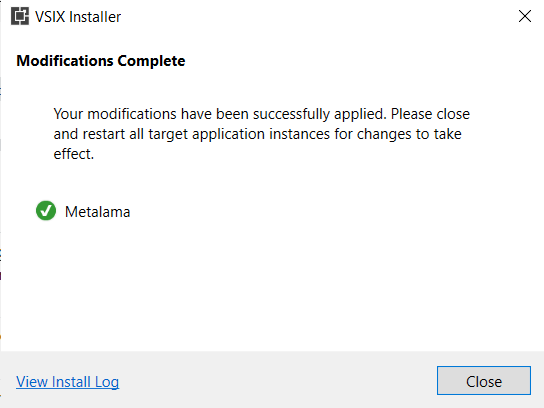 VSIX Installer
Modifications Complete
Your modifications have been successfully applied. Please close
and restart all target application instances for changes to take
effect.
Metalama
View Install Log
Close